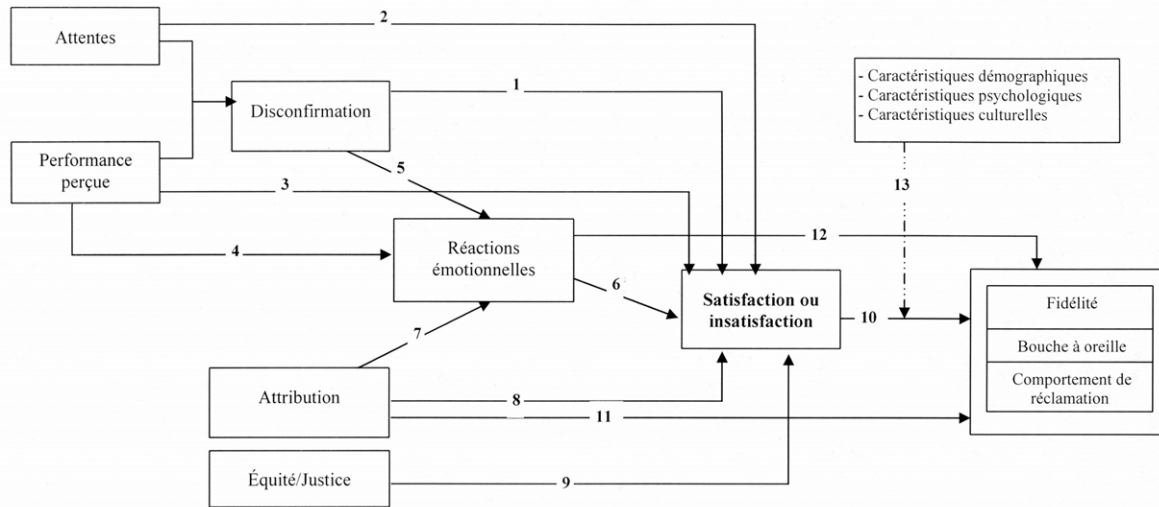 2
Attentes
1
- Caractéristiques démographiques
- Caractéristiques psychologiques
- Caractéristiques culturelles
Disconfirmation
Performance
perçue
5
3
13
12
Réactions
émotionnelles
4
6
Satisfaction ou
insatisfaction
10
Fidélité
Bouche à oreille
Comportement de
réclamation
7
Attribution
8
11
Équité/Justice
9